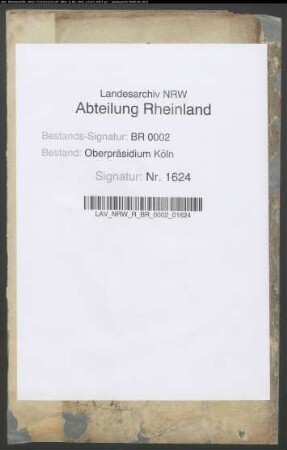 Landesarchiv NRW
Abteilung Rheinland
Bestands-Signatur: BR 0002
Bestand: Oberpräsidium Köln
Signatur: Nr. 1624
LAV_NRW_R_BR_0002_01624